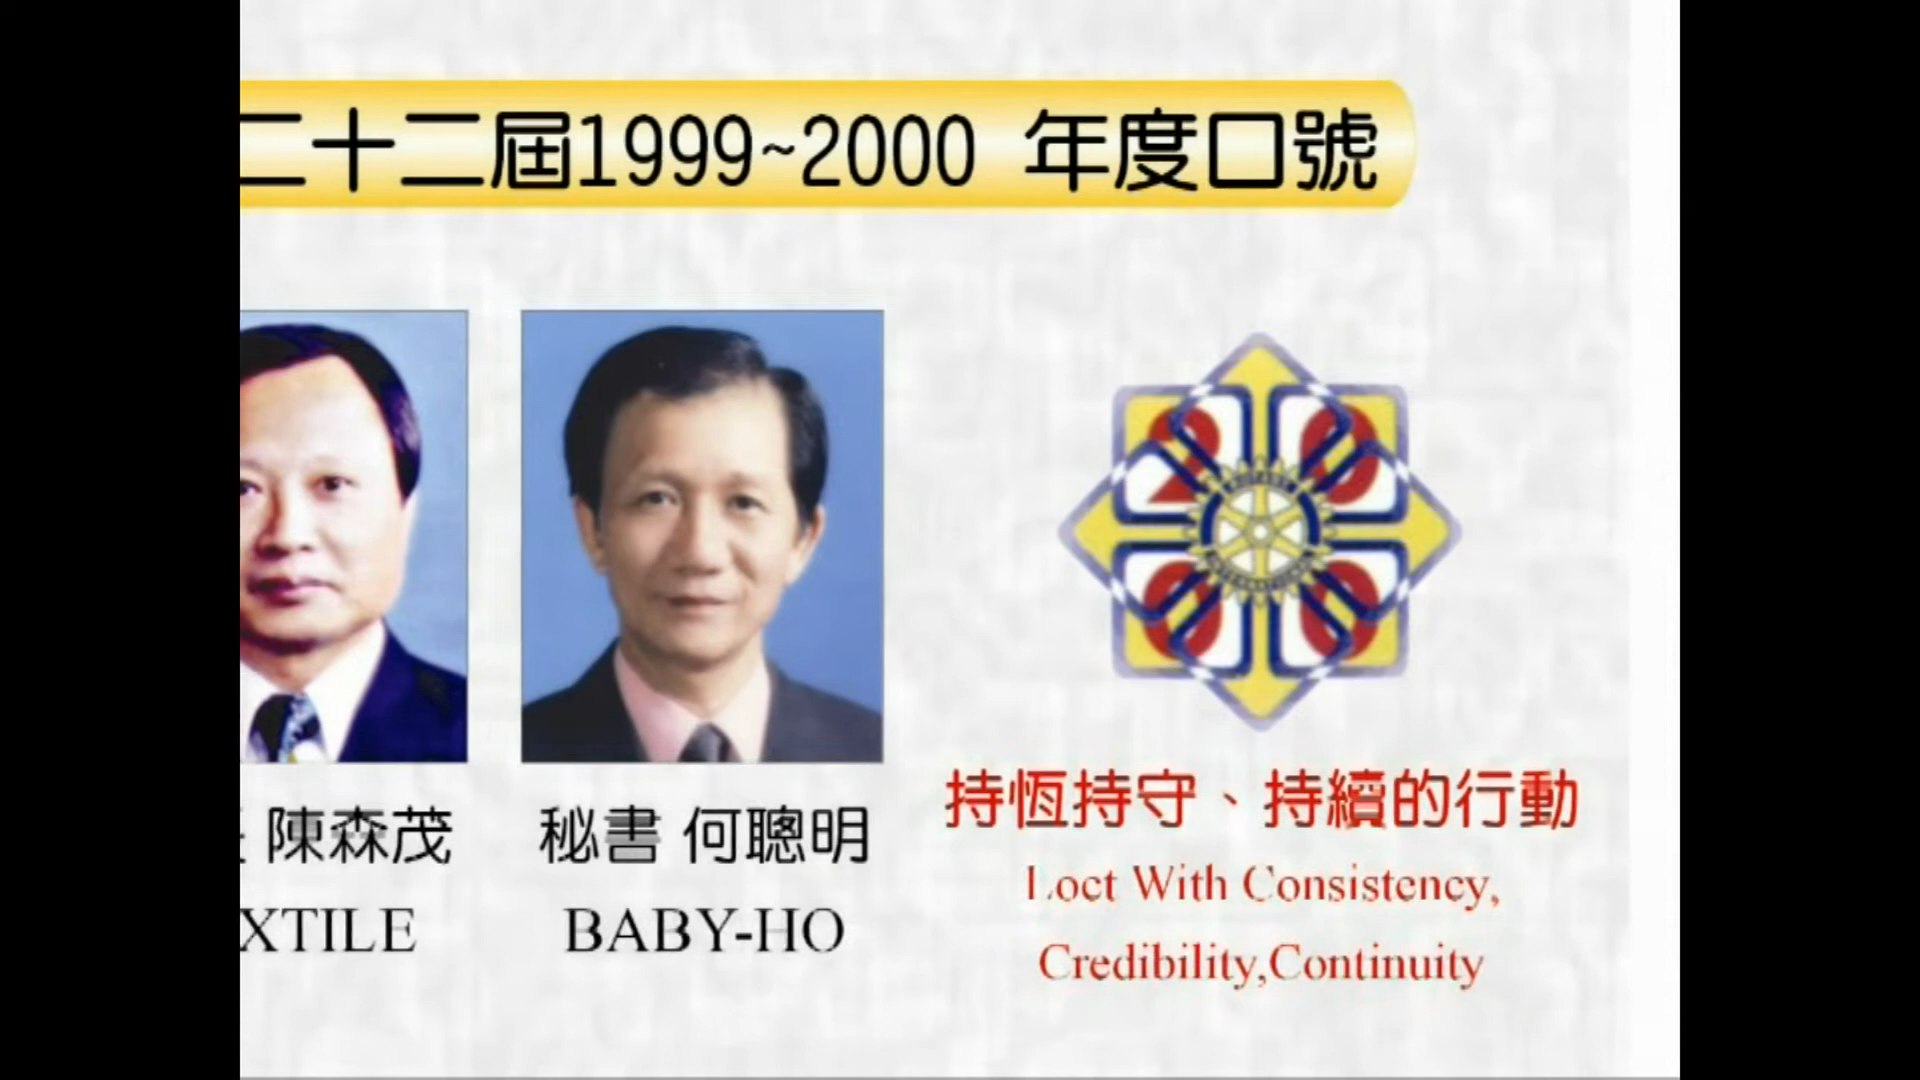 二十二屆1999~2000 年度口號
陳森茂
秘書 何聰明
XTILE
BABY-HO
持恆持守、持續的行動
Loct With Consistency,
Credibility,Continuity
2000